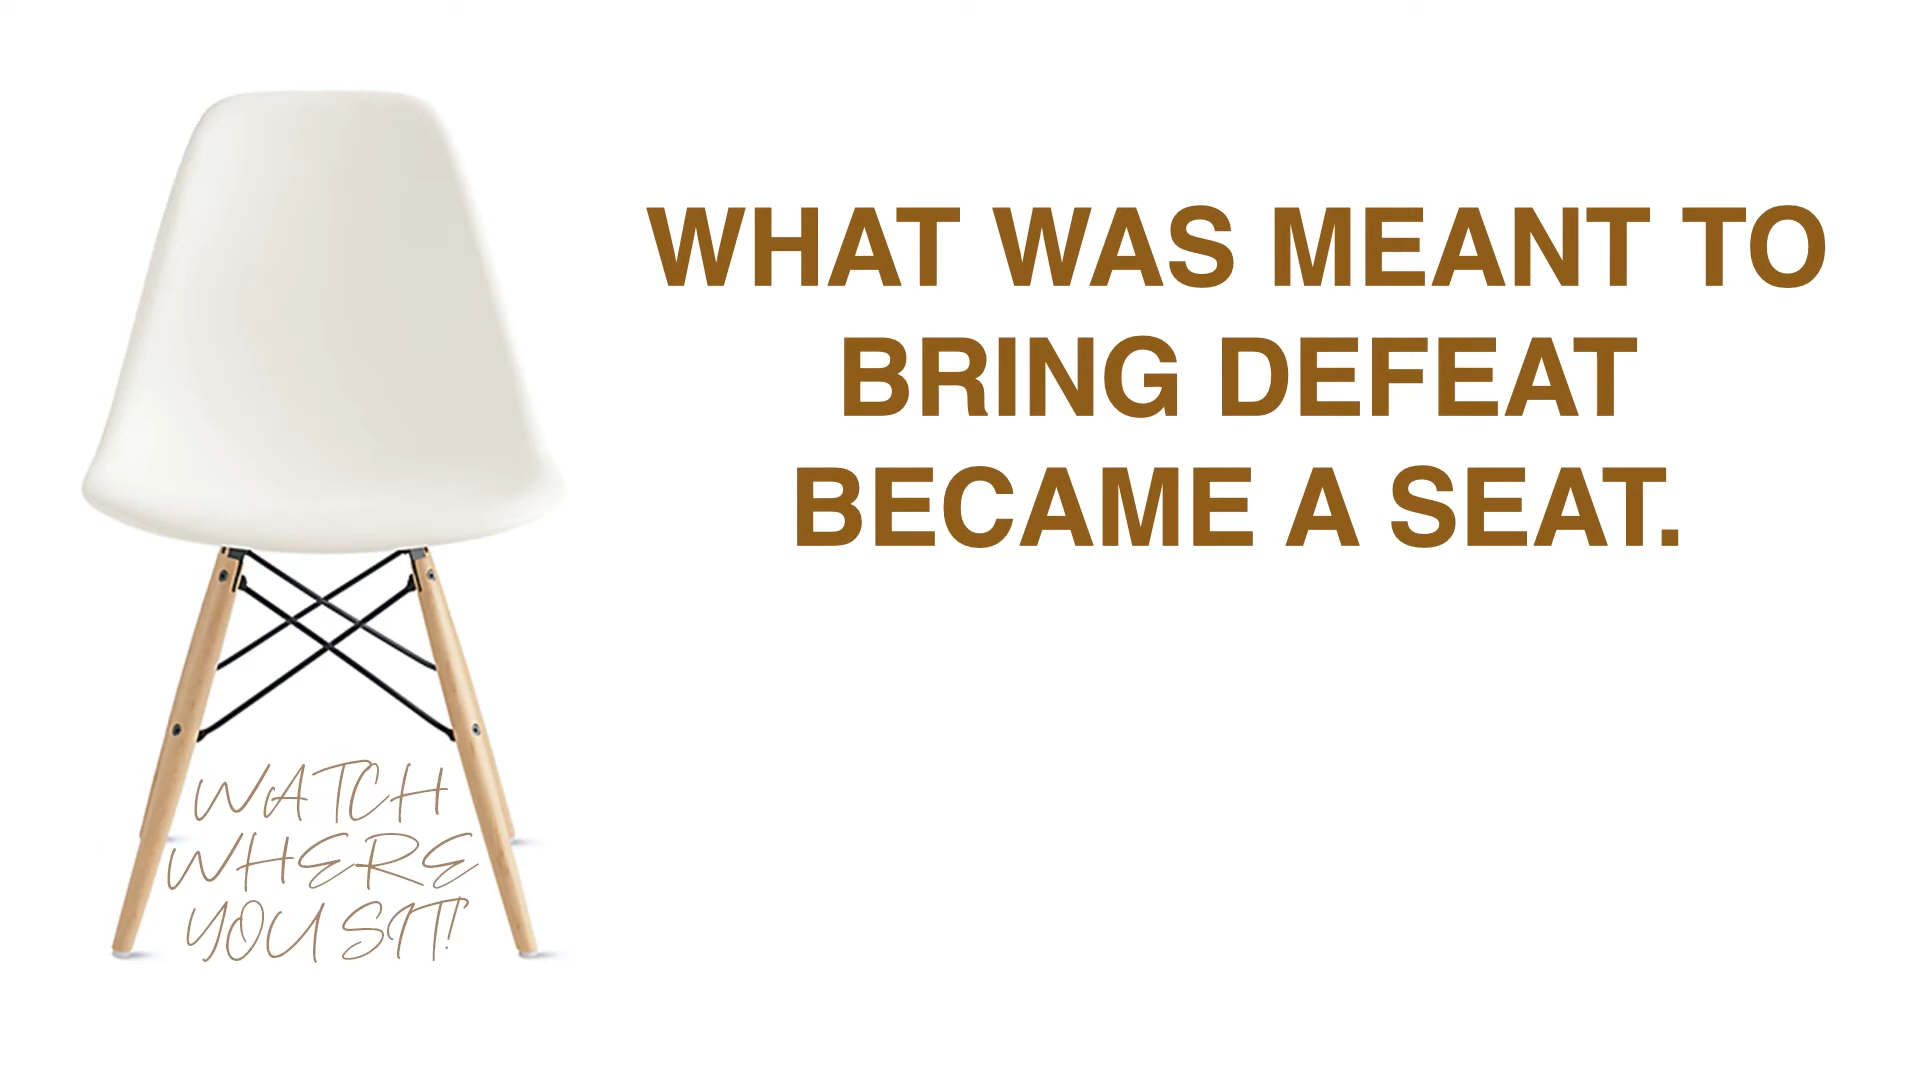 WHAT WAS MEANT TO
BRING DEFEAT
BECAME A SEAT.
WATCH
WHERE
YOU SIT!